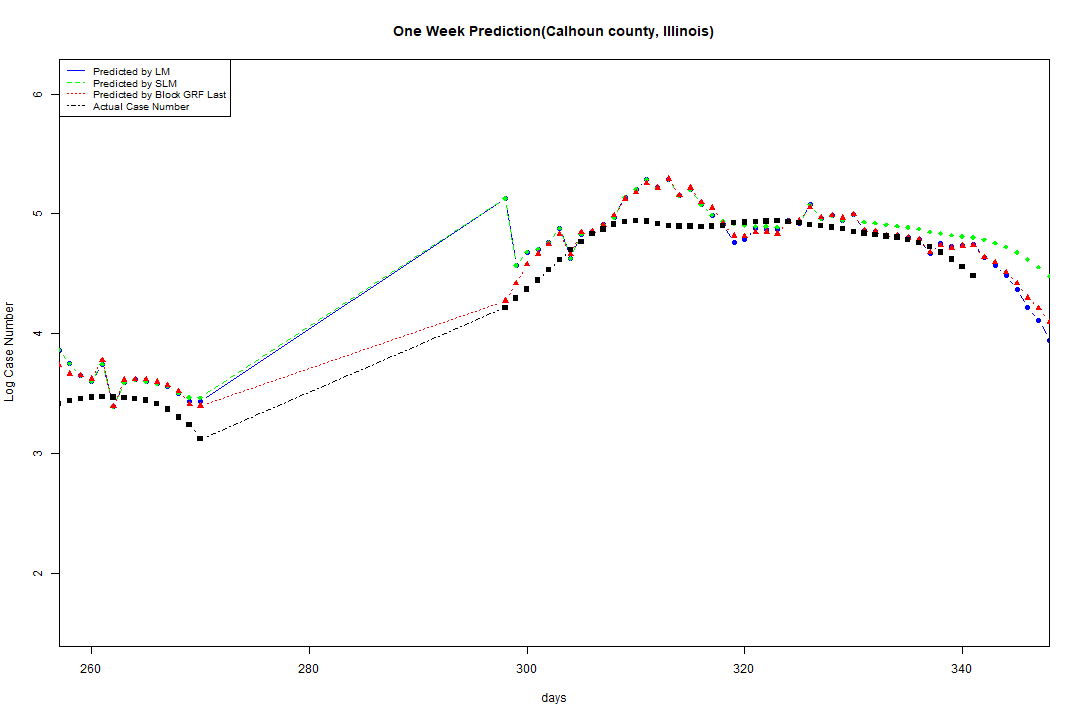 One Week Prediction(Calhoun county, Illinois)
Predicted by LM
Predicted by SLM
Predicted by Block GRF Last
Actual Case Number
6
5
4
3
2
Log Case Number
260
280
300
320
340
days